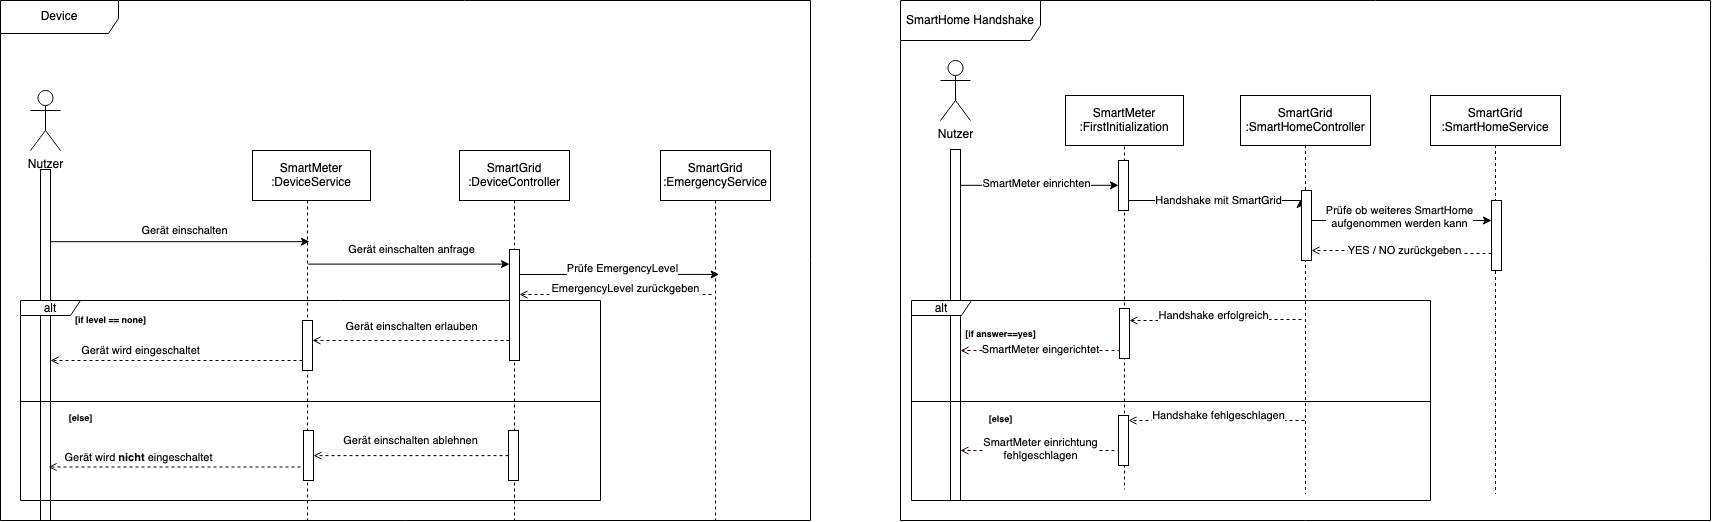 Device
Nutzer
SmartMeter
:DeviceService
SmartGrid
:DeviceController
SmartGrid
:EmergencyService
Gerät einschalten
Gerät einschalten anfrage
Prüfe EmergencyLevel
EmergencyLevel zurückgeben
alt
[if level == none]
Gerät einschalten erlauben
Gerät wird eingeschaltet
[else]
Gerät einschalten ablehnen
Gerät wird nicht eingeschaltet
SmartHome Handshake
Nutzer
SmartMeter
:FirstInitialization
SmartGrid
:SmartHomeController
SmartGrid
:SmartHomeService
SmartMeter einrichten
Handshake mit SmartGrid
Prüfe ob weiteres SmartHome
aufgenommen werden kann
YES / NO zurückgeben
alt
Handshake erfolgreich
[if answer==yes]
SmartMeter eingerichtet
Handshake fehlgeschlagen
[else]
SmartMeter einrichtung
fehlgeschlagen